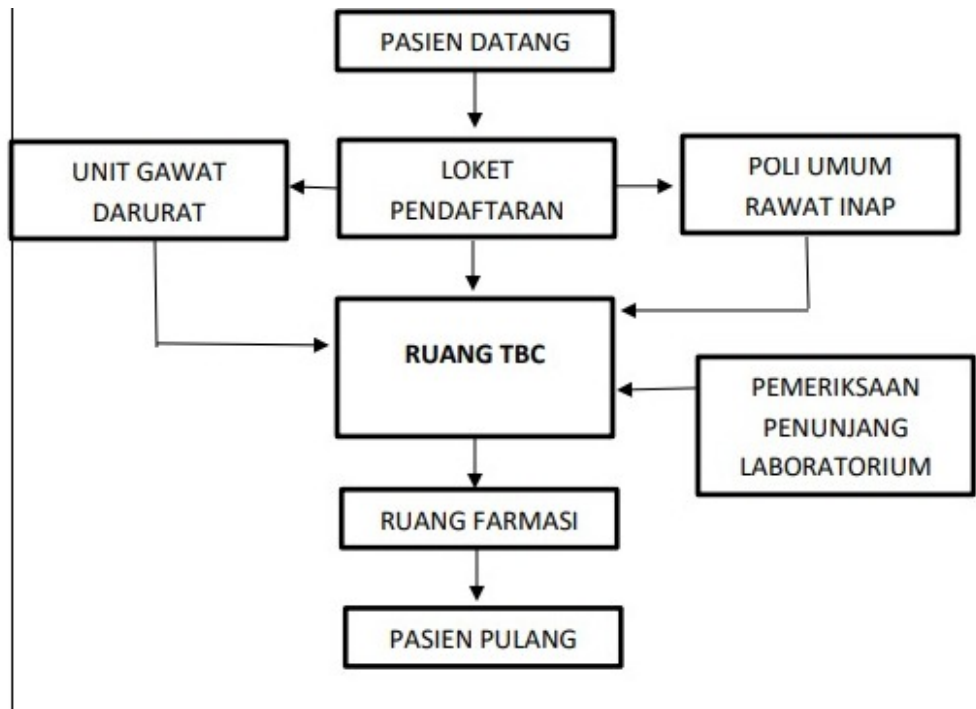 PASIEN DATANG
UNIT GAWAT
DARURAT
LOKET
PENDAFTARAN
POLI UMUM
RAWAT INAP
RUANG TBC
PEMERIKSAAN
PENUNJANG
LABORATORIUM
RUANG FARMASI
PASIEN PULANG